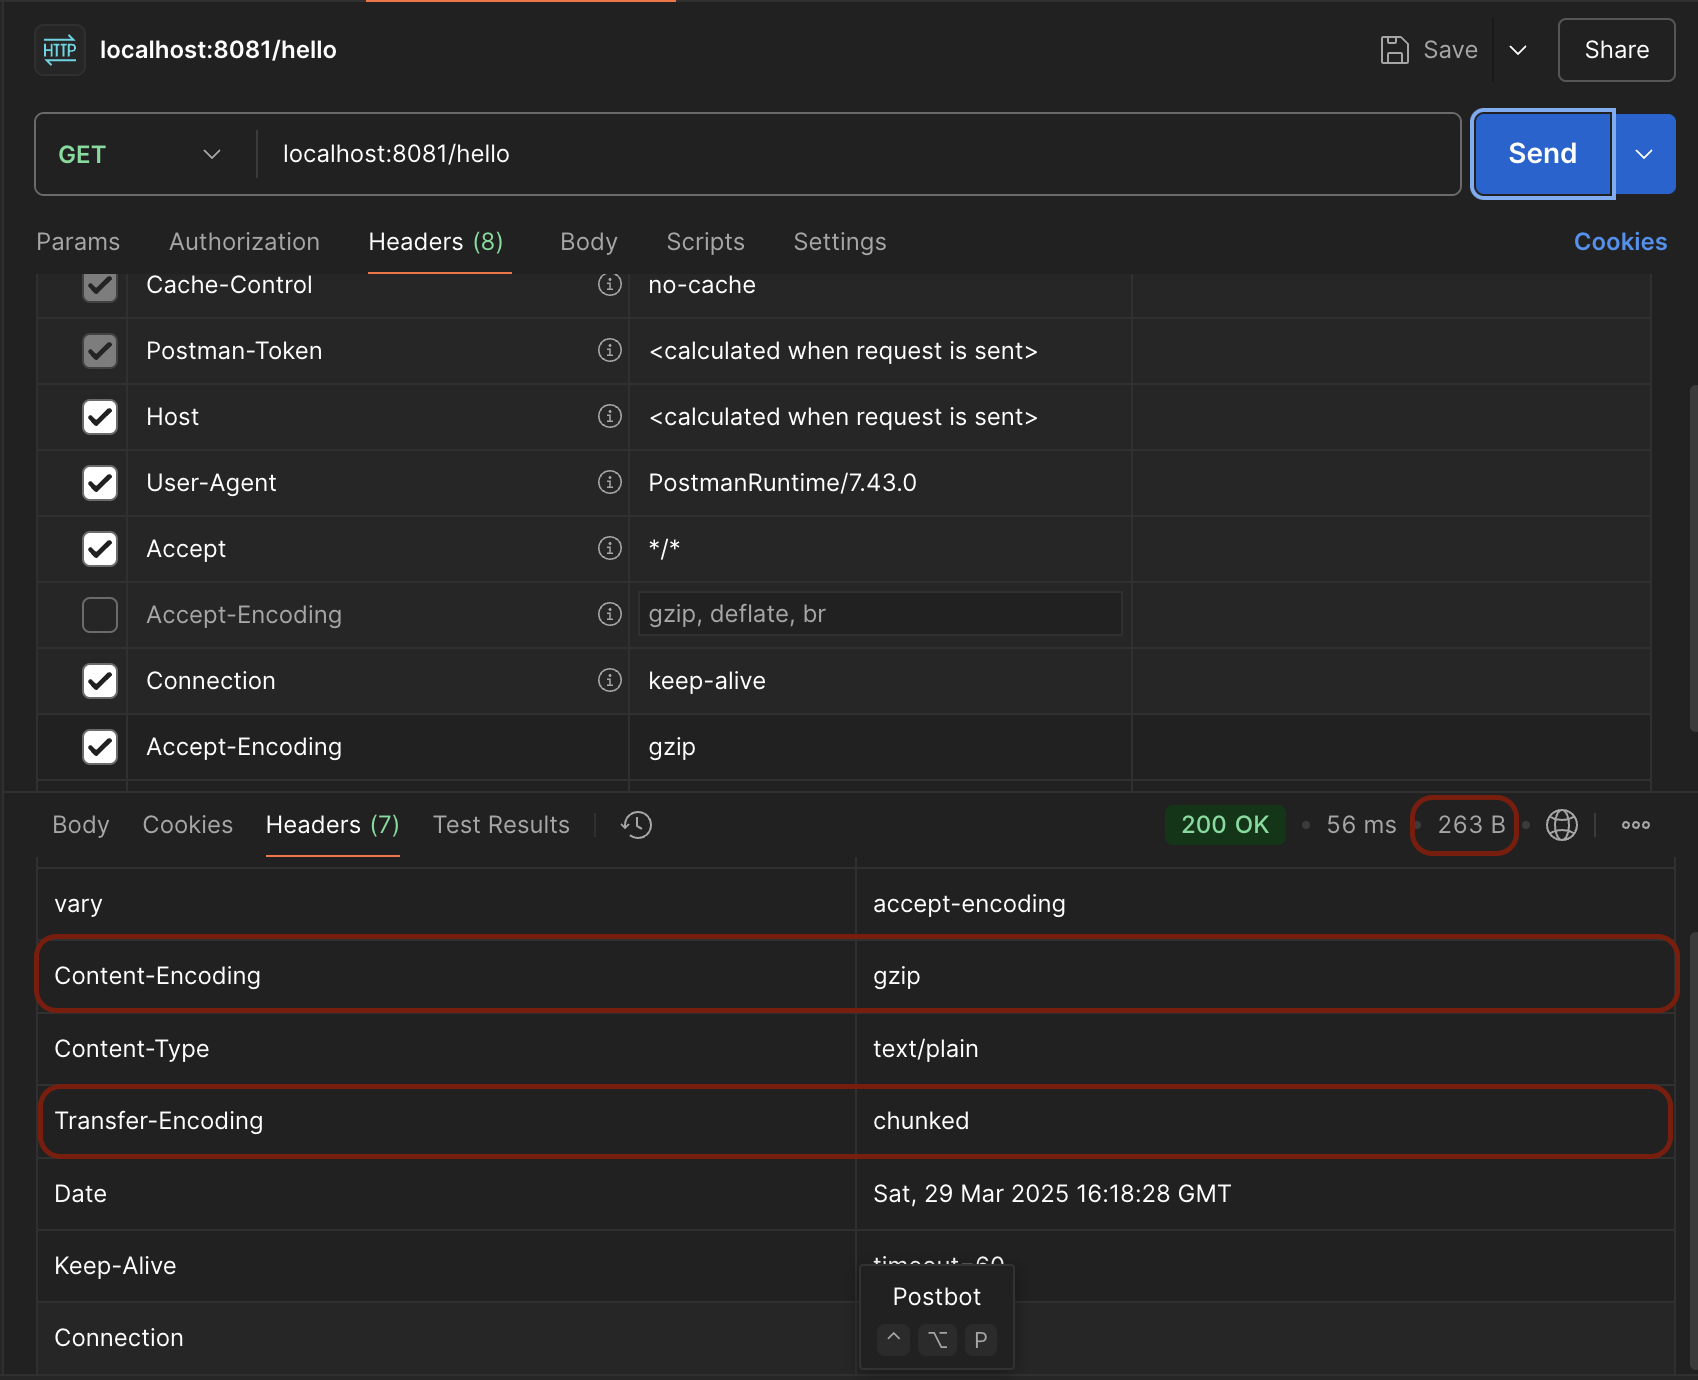 HTTP localhost:8081/hello Save Share
GET localhost:8081/hello Send
Params Authorization Headers (8) Body Scripts Settings Cookies
Cache-Control no-cache
Postman-Token <calculated when request is sent>
Host <calculated when request is sent>
User-Agent PostmanRuntime/7.43.0
Accept */*
Accept-Encoding gzip, deflate, br
Connection keep-alive
Accept-Encoding gzip
Body Cookies Headers (7) Test Results 200 OK • 56 ms • 263 B •
vary accept-encoding
Content-Encoding gzip
Content-Type text/plain
Transfer-Encoding chunked
Date Sat, 29 Mar 2025 16:18:28 GMT
Keep-Alive timeout=60
Connection
Postbot
^ ⌥ P